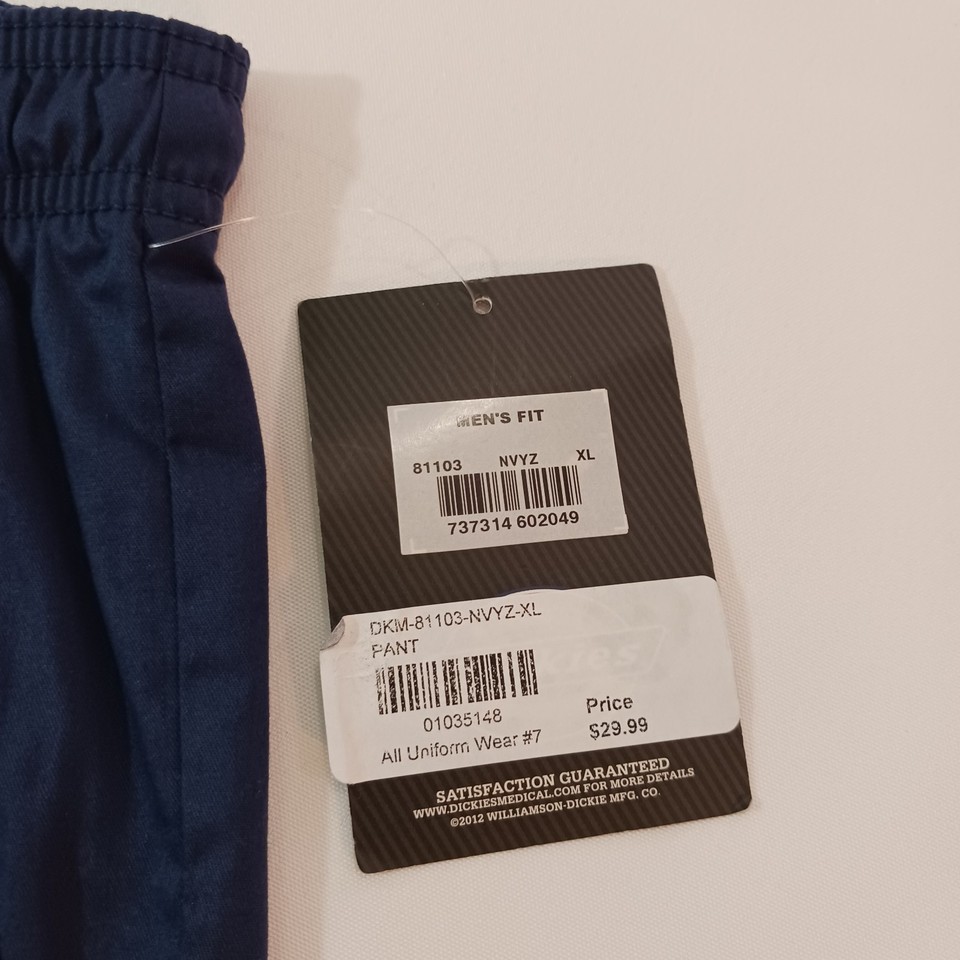 MEN'S FIT
81103 NVYZ XL
737314 602049
DKM-81103-NVYZ-XL
PANT
01035148
Price
All Uniform Wear #7 $29.99
SATISFACTION GUARANTEED
WWW.DICKIESMEDICAL.COM FOR MORE DETAILS
©2012 WILLIAMSON-DICKIE MFG. CO.